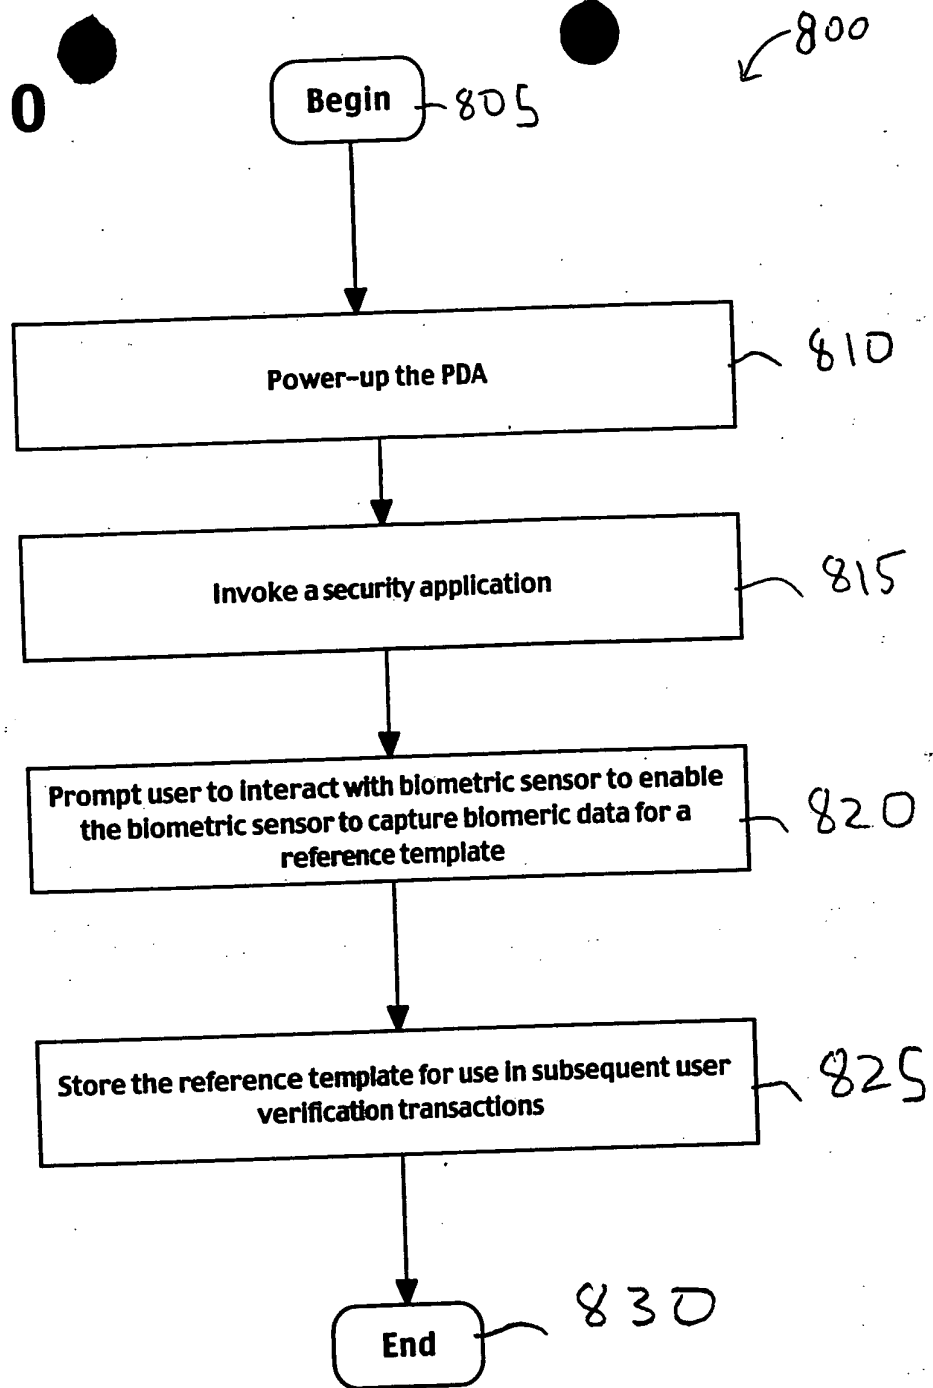 800
0
Begin 805
Power-up the PDA 810
Invoke a security application 815
Prompt user to interact with biometric sensor to enable
the biometric sensor to capture biomeric data for a 820
reference template
Store the reference template for use in subsequent user 825
verification transactions
End 830